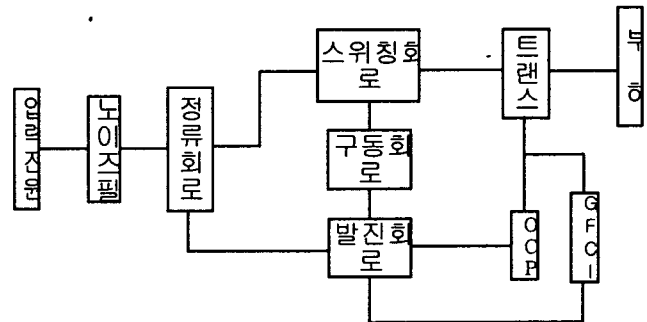 입력전원
노이즈필
정류회로
스위칭회
로
구동회
로
발진회
로
트
랜
스
부
하
OCP
GFCI